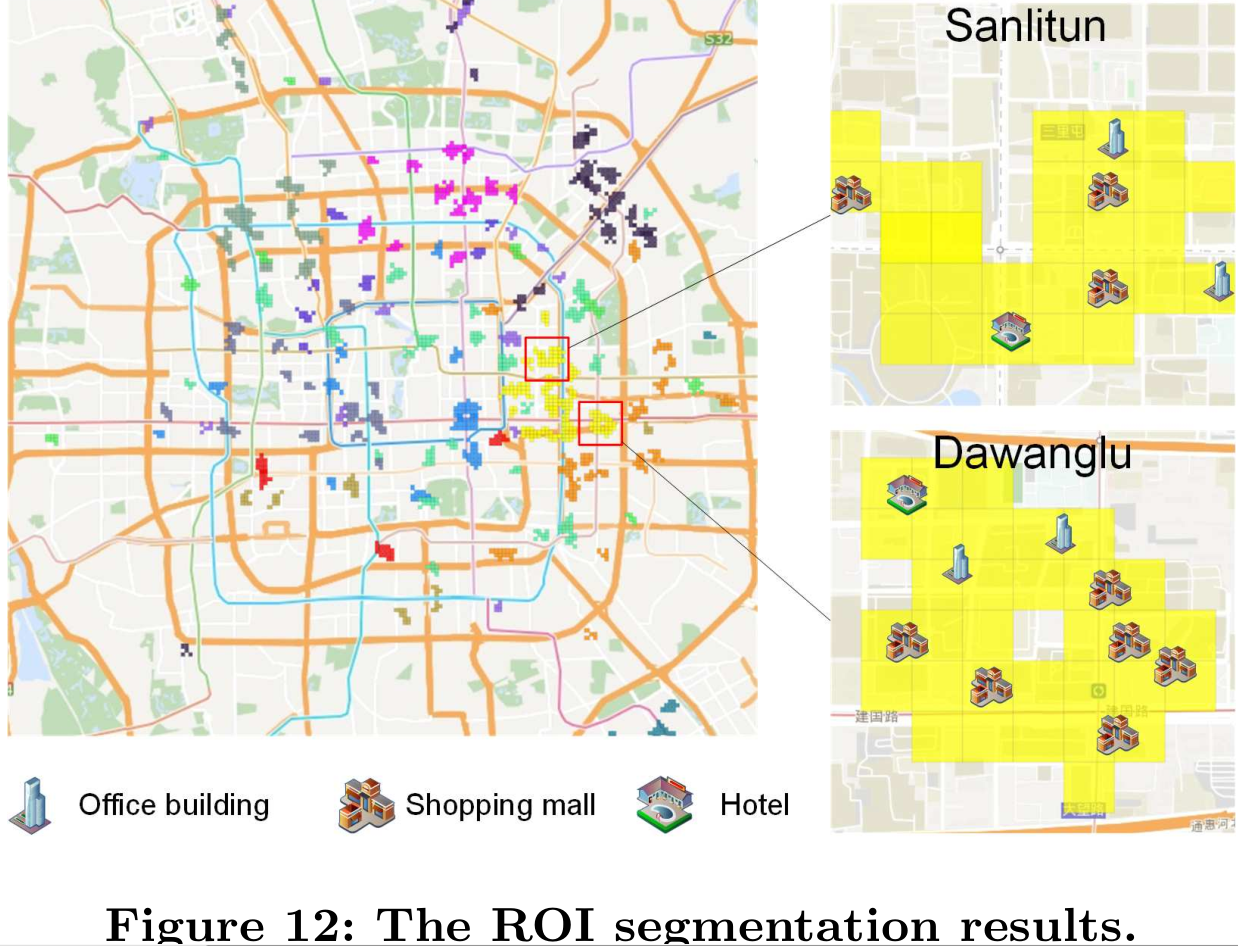 S32
Sanlitun
三里屯
Dawanglu
建国路
建国路
大望路
通惠河
Office building
Shopping mall
Hotel
Figure 12: The ROI segmentation results.